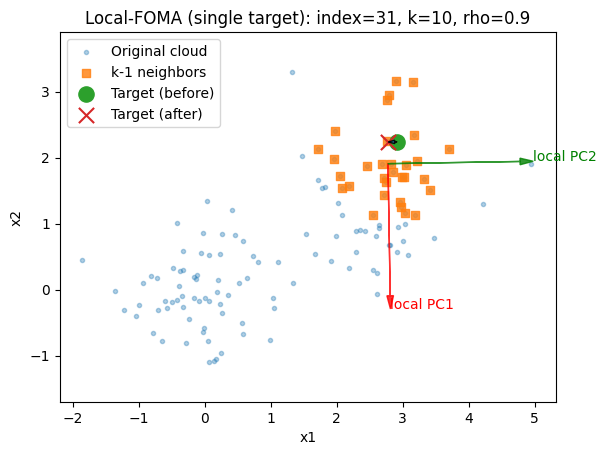 Local-FOMA (single target): index=31, k=10, rho=0.9
Original cloud
k-1 neighbors
Target (before)
Target (after)
local PC2
local PC1
x2
3
2
1
0
−1
−2
−1
0
1
2
3
4
5
x1